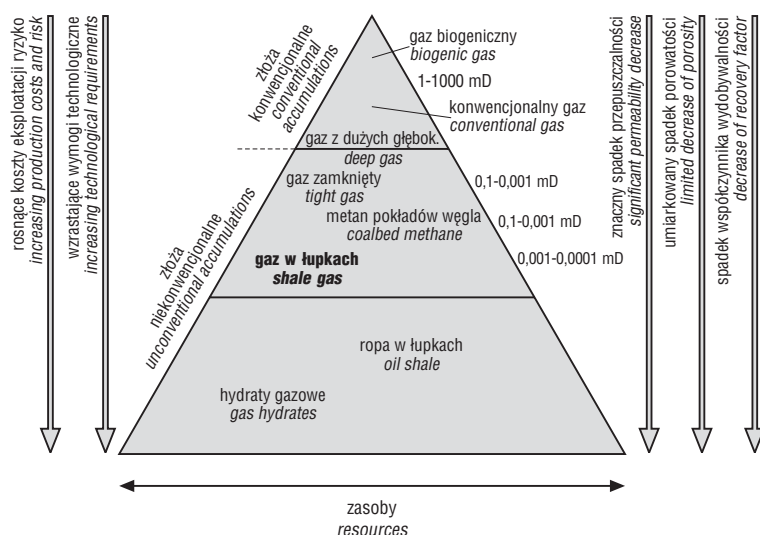 rosnące koszty eksploatacji ryzyko
increasing production costs and risk
wzrastające wymogi technologiczne
increasing technological requirements
złoża
konwencjonalne
conventional
accumulations
gaz biogeniczny
biogenic gas
1-1000 mD
konwencjonalny gaz
conventional gas
gaz z dużych głębok.
deep gas
gaz zamknięty
tight gas
0,1-0,001 mD
metan pokładów węgla
coalbed methane
0,1-0,001 mD
gaz w łupkach
shale gas
0,001-0,0001 mD
złoża
niekonwencjonalne
unconventional accumulations
ropa w łupkach
oil shale
hydraty gazowe
gas hydrates
znaczny spadek przepuszczalności
significant permeability decrease
umiarkowany spadek porowatości
limited decrease of porosity
spadek współczynnika wydobywalności
decrease of recovery factor
zasoby
resources